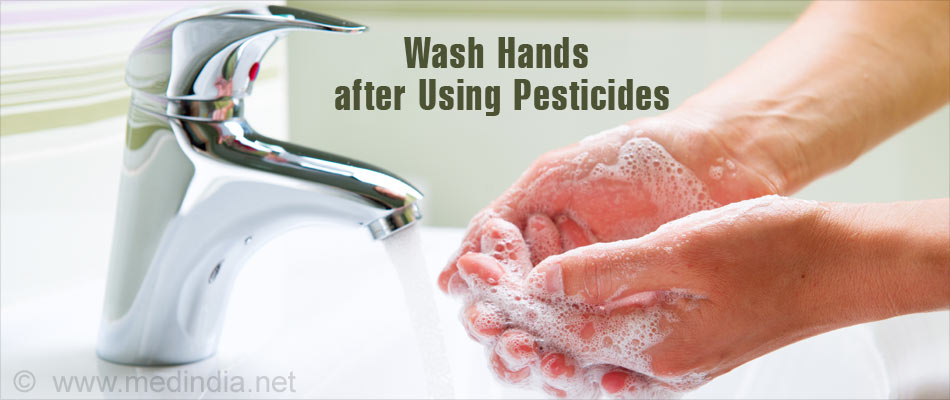 Wash Hands
after Using Pesticides
© www.medindia.net